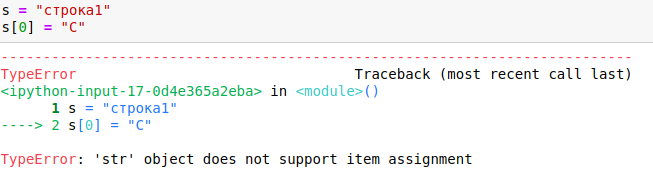 s = "строка1"
s[0] = "С"
---------------------------------------------------------------------------
TypeError                                 Traceback (most recent call last)
<ipython-input-17-0d4e365a2eba> in <module>()
      1 s = "строка1"
----> 2 s[0] = "С"

TypeError: 'str' object does not support item assignment